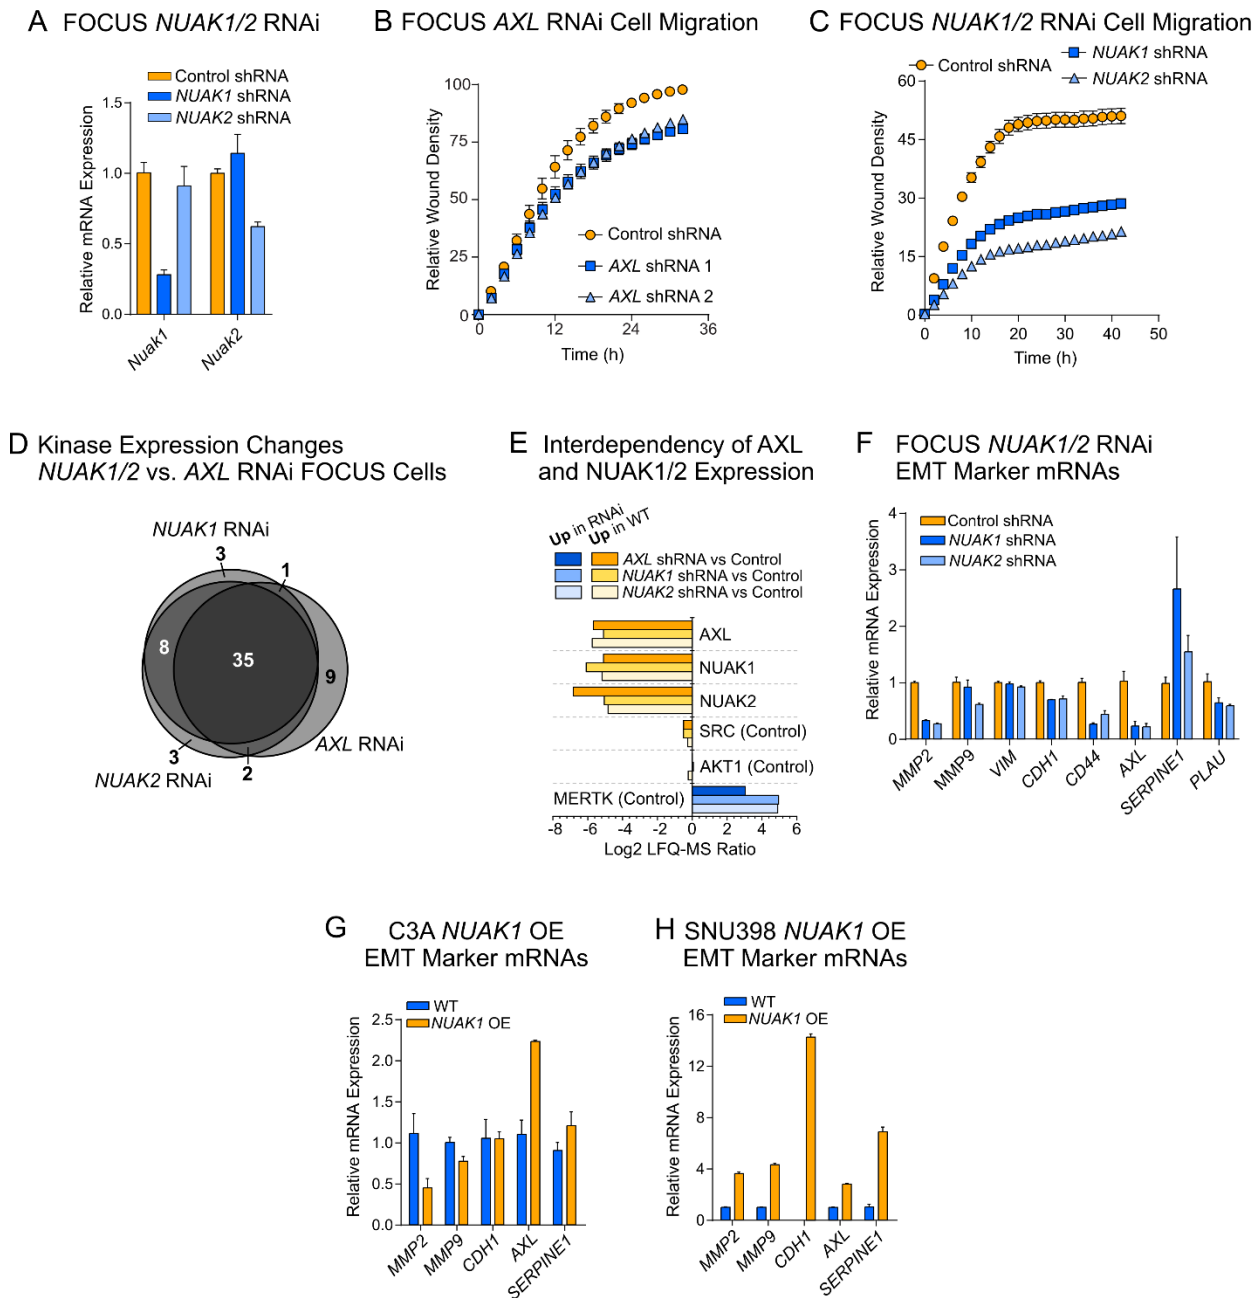 A FOCUS NUAK1/2 RNAi
Control shRNA
NUAK1 shRNA
NUAK2 shRNA
Relative mRNA Expression
1.5
1.0
0.5
0.0
Nuak1
Nuak2
B FOCUS AXL RNAi Cell Migration
Relative Wound Density
100
75
50
25
0
Control shRNA
AXL shRNA 1
AXL shRNA 2
0 12 24 36
Time (h)
C FOCUS NUAK1/2 RNAi Cell Migration
Control shRNA
NUAK1 shRNA
NUAK2 shRNA
Relative Wound Density
60
45
30
15
0
0 10 20 30 40 50
Time (h)
D Kinase Expression Changes
NUAK1/2 vs. AXL RNAi FOCUS Cells
NUAK1 RNAi
3
1
8
35
9
3
2
AXL RNAi
NUAK2 RNAi
E Interdependency of AXL
and NUAK1/2 Expression
Up in RNAi
Up in WT
AXL shRNA vs Control
NUAK1 shRNA vs Control
NUAK2 shRNA vs Control
AXL
NUAK1
NUAK2
SRC (Control)
AKT1 (Control)
MERTK (Control)
-8 -6 -4 -2 0 2 4 6
Log2 LFQ-MS Ratio
F FOCUS NUAK1/2 RNAi
EMT Marker mRNAs
Control shRNA
NUAK1 shRNA
NUAK2 shRNA
Relative mRNA Expression
4
3
2
1
0
MMP2
MMP9
VIM
CDH1
CD44
AXL
SERPINE1
PLAU
G C3A NUAK1 OE
EMT Marker mRNAs
WT
NUAK1 OE
Relative mRNA Expression
2.5
2.0
1.5
1.0
0.5
0.0
MMP2
MMP9
CDH1
AXL
SERPINE1
H SNU398 NUAK1 OE
EMT Marker mRNAs
WT
NUAK1 OE
Relative mRNA Expression
16
12
8
4
0
MMP2
MMP9
CDH1
AXL
SERPINE1